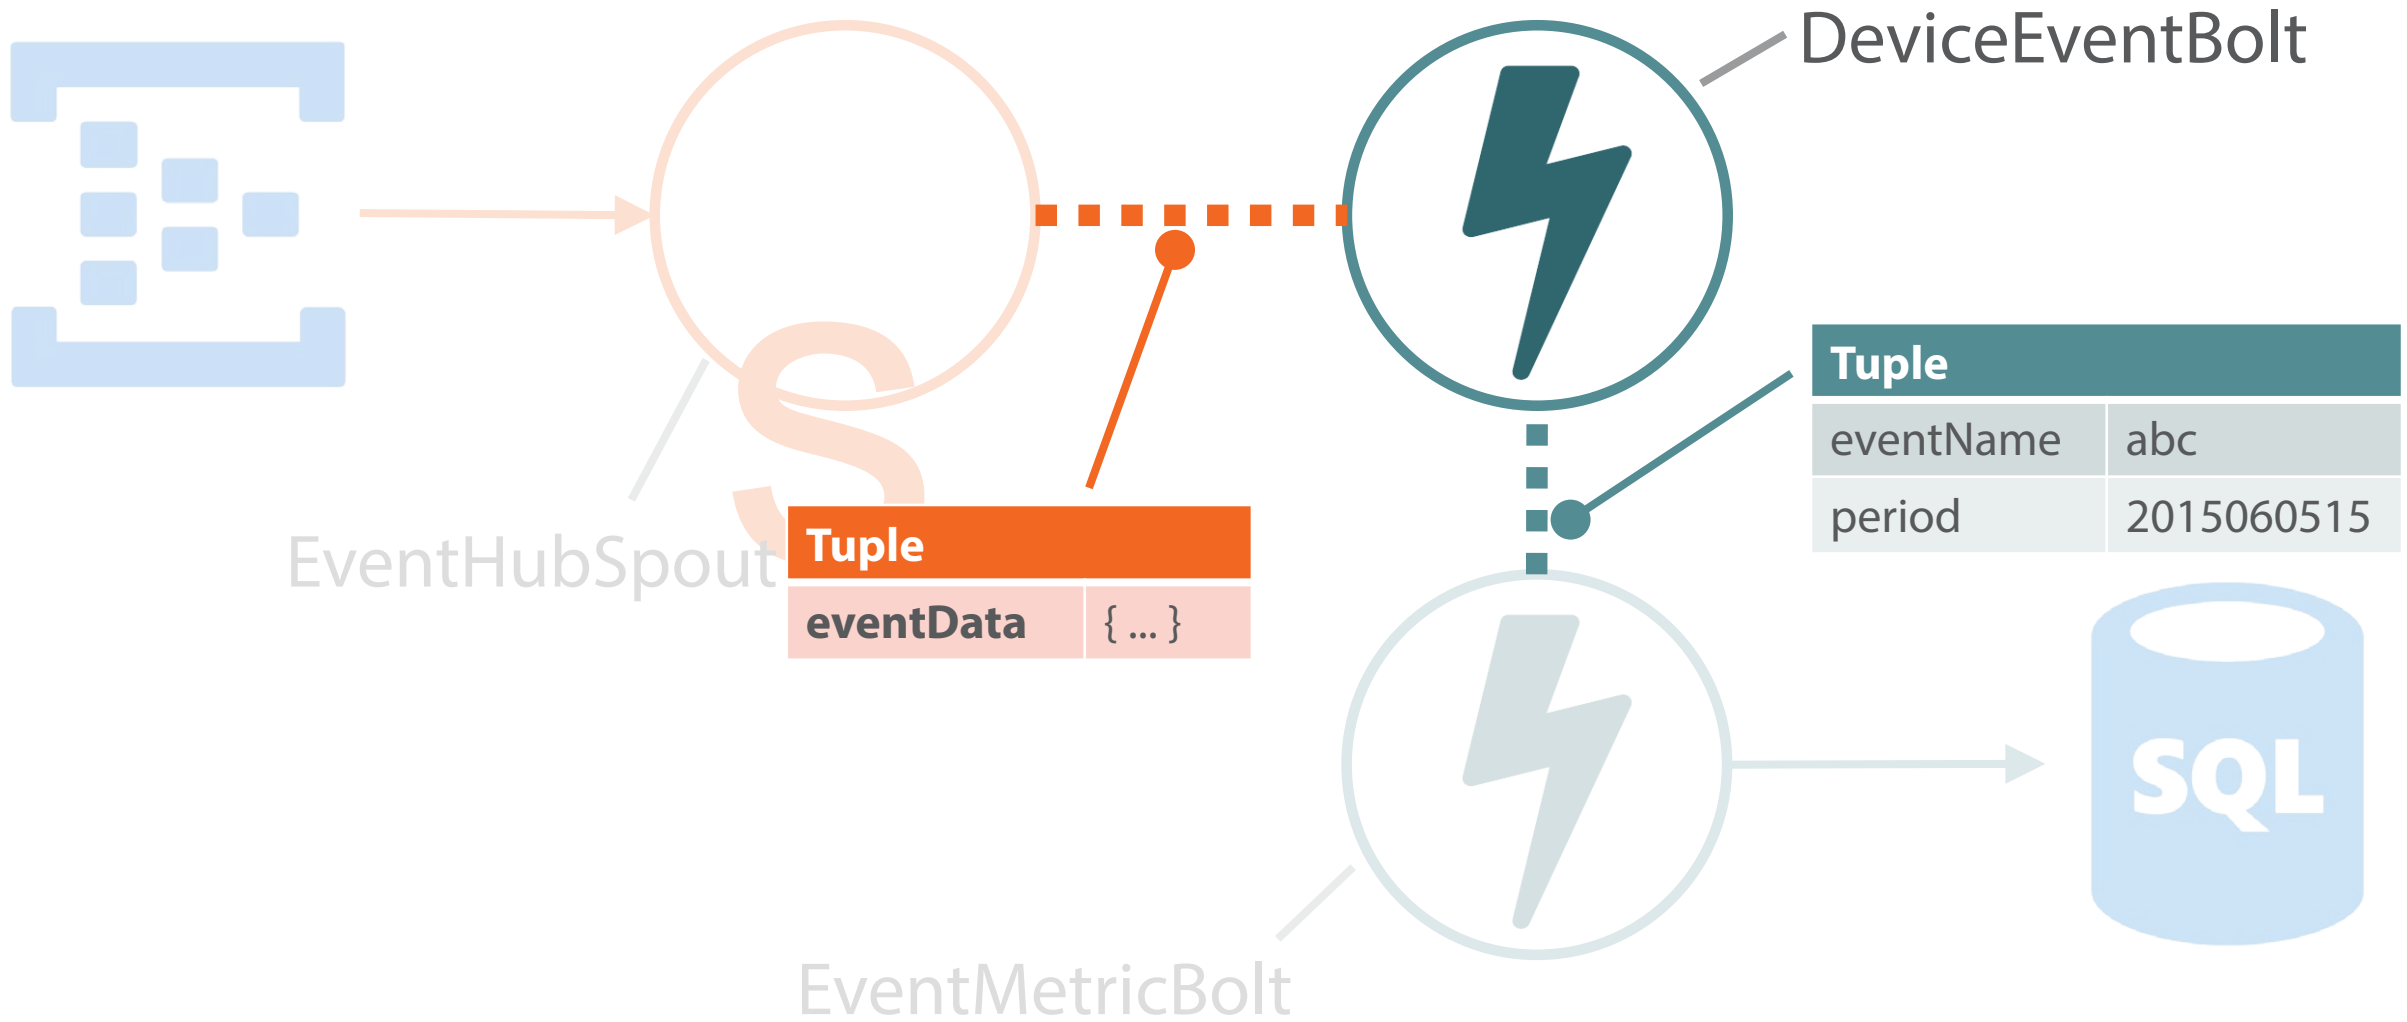 DeviceEventBolt
S
Tuple
eventName abc
period 2015060515
EventHubSpout
Tuple
eventData { ... }
SQL
EventMetricBolt